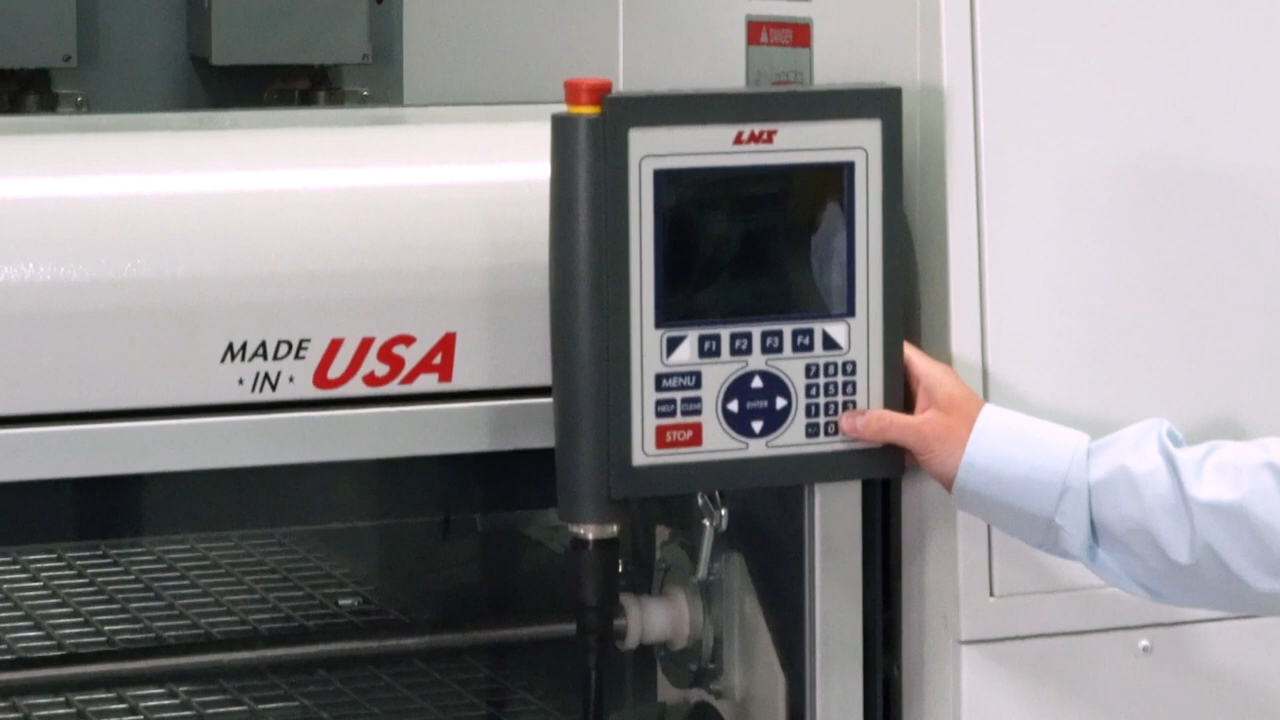 DANGER
LNS
F1 F2 F3 F4
MENU
7 8 9
4 5 6
HELP CLEAR
ENTER
1 2 3
STOP
0
MADE
IN
USA